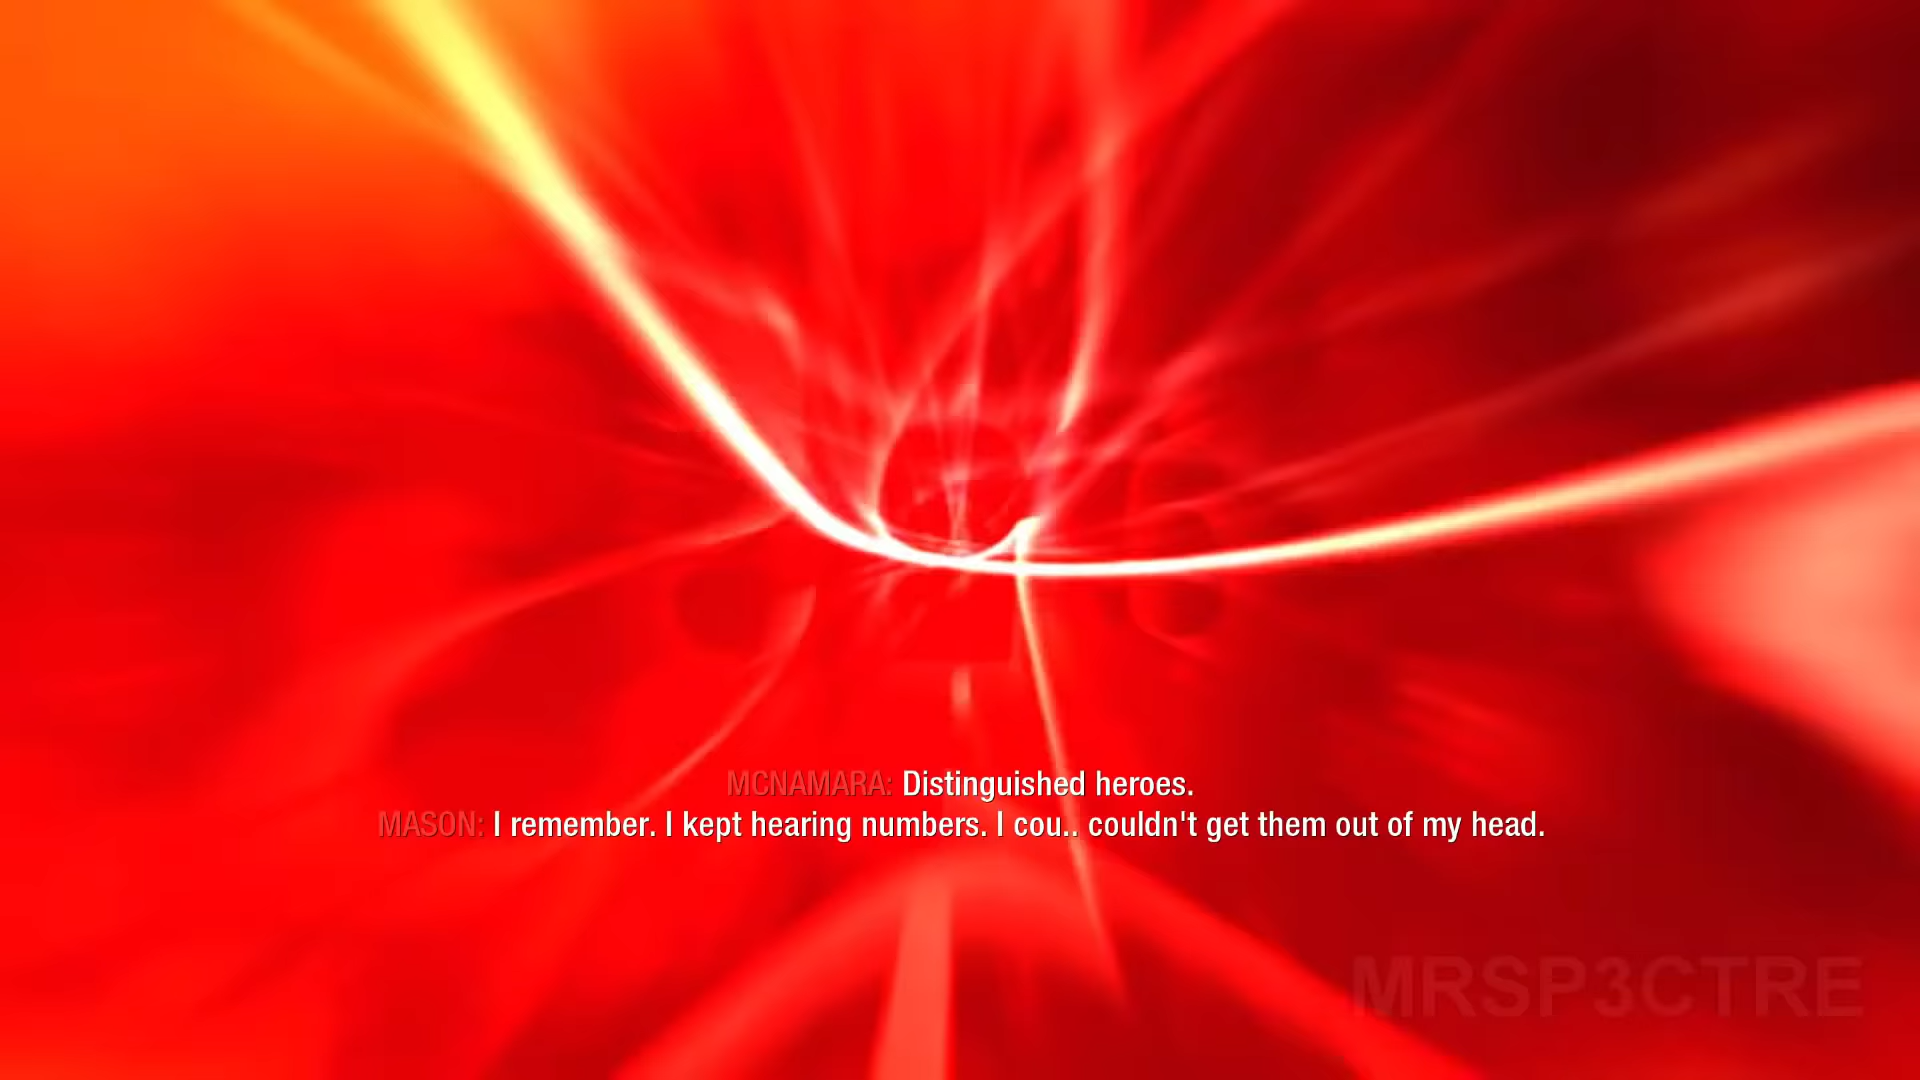 MCNAMARA: Distinguished heroes.
MASON: I remember. I kept hearing numbers. I cou.. couldn't get them out of my head.
MRSP3CTRE